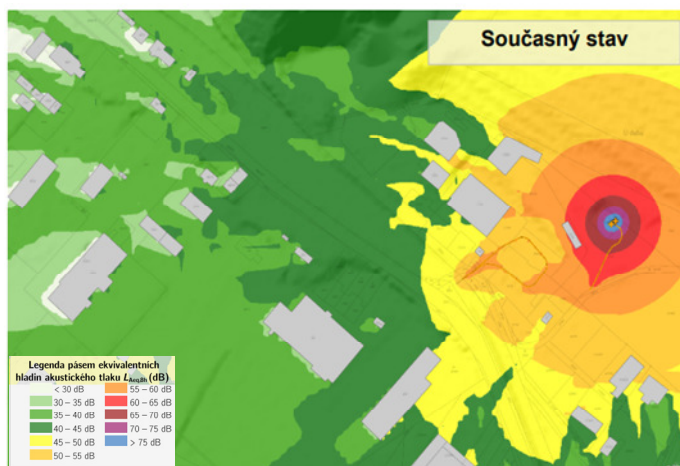 Současný stav
Legenda pásem ekvivalentních
hladin akustického tlaku LAeq,8h (dB)
< 30 dB
30 – 35 dB
35 – 40 dB
40 – 45 dB
45 – 50 dB
50 – 55 dB
55 – 60 dB
60 – 65 dB
65 – 70 dB
70 – 75 dB
> 75 dB